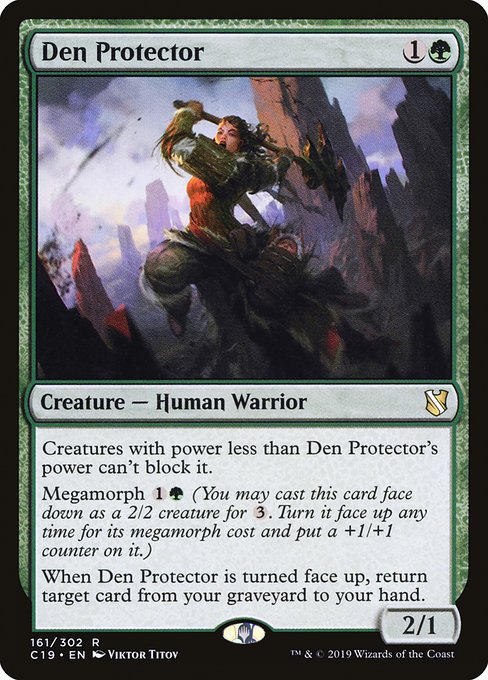 Den Protector 1
Creature — Human Warrior
Creatures with power less than Den Protector's
power can't block it.
Megamorph 1 (You may cast this card face
down as a 2/2 creature for 3. Turn it face up any
time for its megamorph cost and put a +1/+1
counter on it.)
When Den Protector is turned face up, return
target card from your graveyard to your hand.
2/1
161/302 R
C19 • EN Viktor Titov
™ & © 2019 Wizards of the Coast